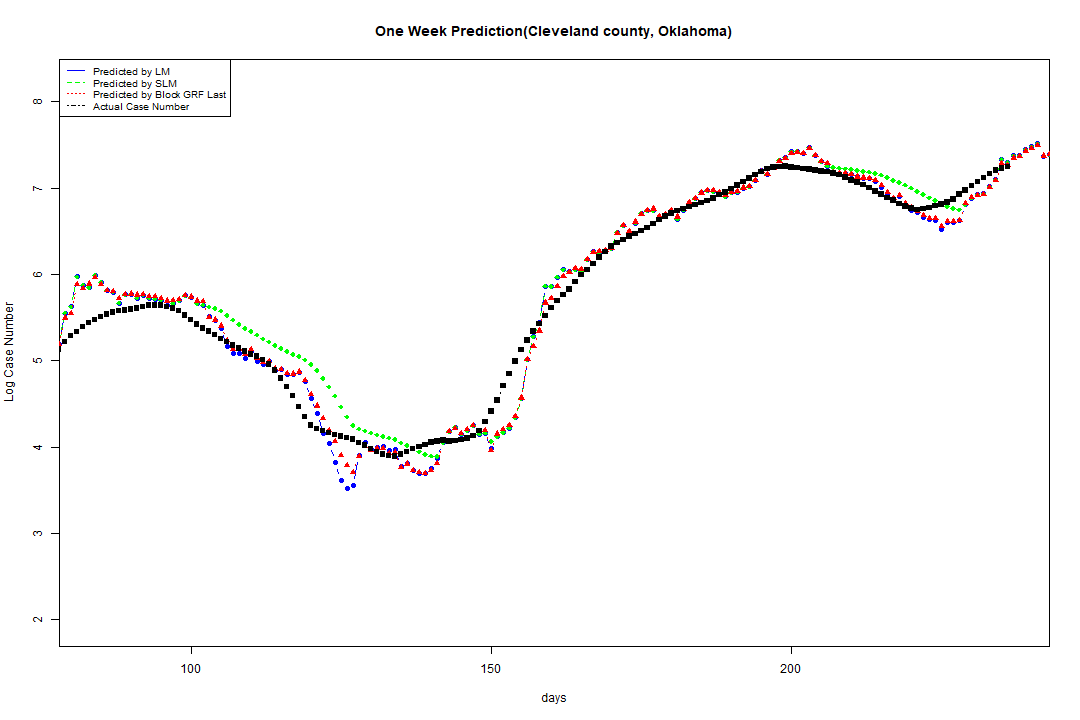 One Week Prediction(Cleveland county, Oklahoma)
Predicted by LM
Predicted by SLM
Predicted by Block GRF Last
Actual Case Number
8
7
6
5
4
3
2
Log Case Number
100 150 200
days